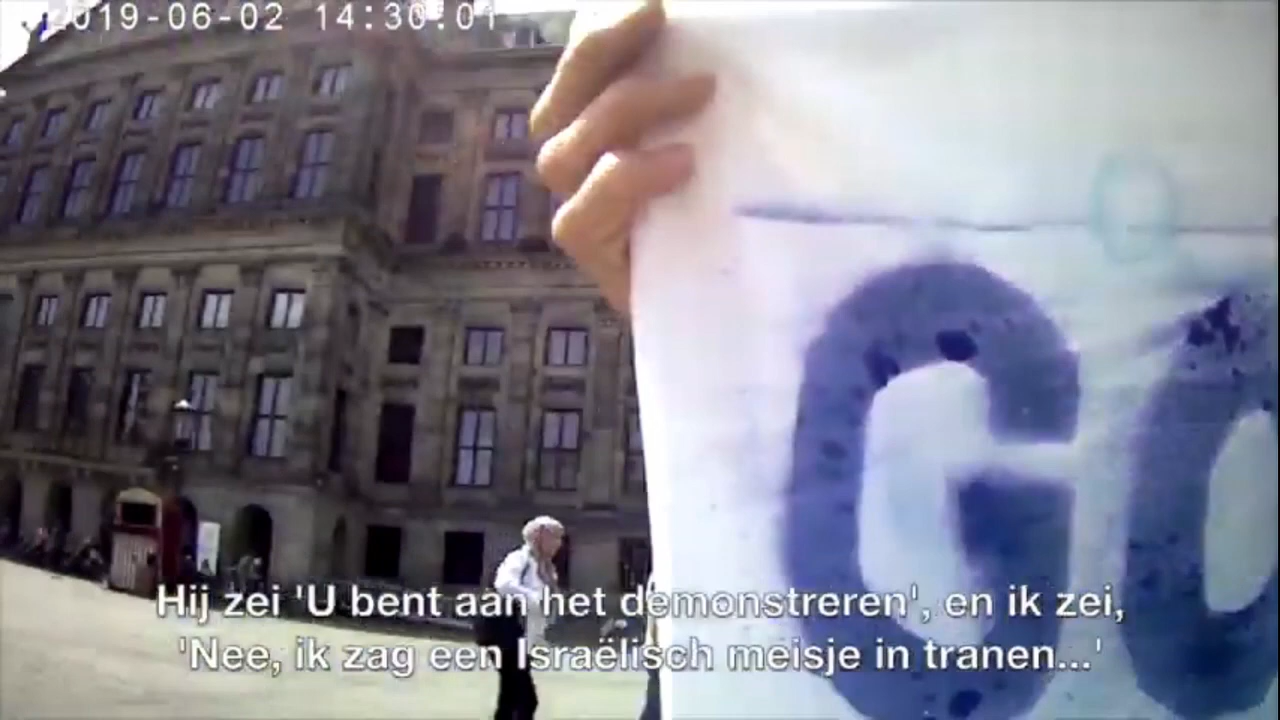 2019-06-02 14:30:01
GO
Hij zei 'U bent aan het demonstreren', en ik zei,
'Nee, ik zag een Israëlisch meisje in tranen...'